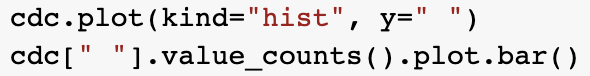 cdc.plot(kind="hist", y=" ")
cdc[" "].value_counts().plot.bar()